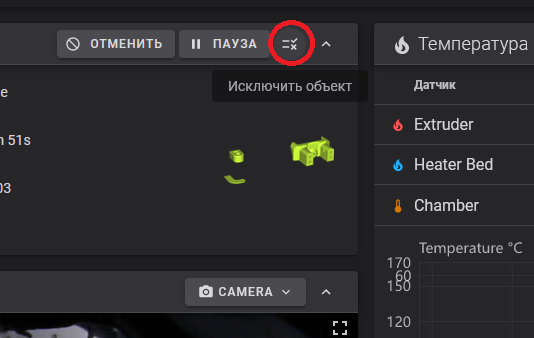 ОТМЕНИТЬ ПАУЗА
Температура
Исключить объект
Датчик
e
n 51s
Extruder
Heater Bed
03
Chamber
Temperature °C
170
60
150
CAMERA
120